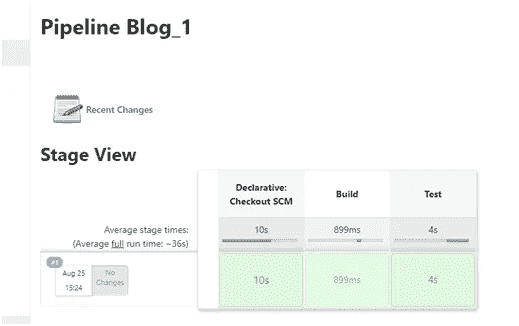 Pipeline Blog_1
Recent Changes
Stage View
Declarative:
Checkout SCM
Build
Test
Average stage times:
10s
899ms
4s
(Average full run time: ~36s)
#1
Aug 25
15:24
No
Changes
10s
899ms
4s